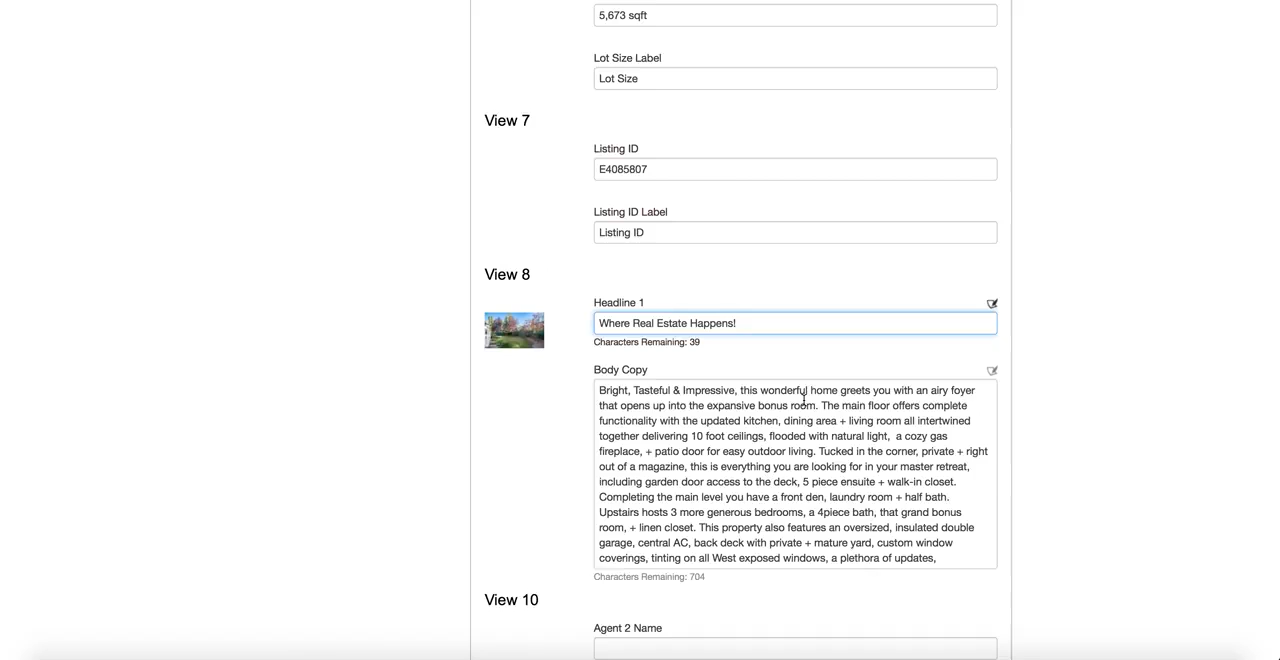 5,673 sqft
Lot Size Label
Lot Size
View 7
Listing ID
E4085807
Listing ID Label
Listing ID
View 8
Headline 1
Where Real Estate Happens!
Characters Remaining: 39
Body Copy
Bright, Tasteful & Impressive, this wonderful home greets you with an airy foyer
that opens up into the expansive bonus room. The main floor offers complete
functionality with the updated kitchen, dining area + living room all intertwined
together delivering 10 foot ceilings, flooded with natural light,  a cozy gas
fireplace, + patio door for easy outdoor living. Tucked in the corner, private + right
out of a magazine, this is everything you are looking for in your master retreat,
including garden door access to the deck, 5 piece ensuite + walk-in closet.
Completing the main level you have a front den, laundry room + half bath.
Upstairs hosts 3 more generous bedrooms, a 4piece bath, that grand bonus
room, + linen closet. This property also features an oversized, insulated double
garage, central AC, back deck with private + mature yard, custom window
coverings, tinting on all West exposed windows, a plethora of updates,
Characters Remaining: 704
View 10
Agent 2 Name